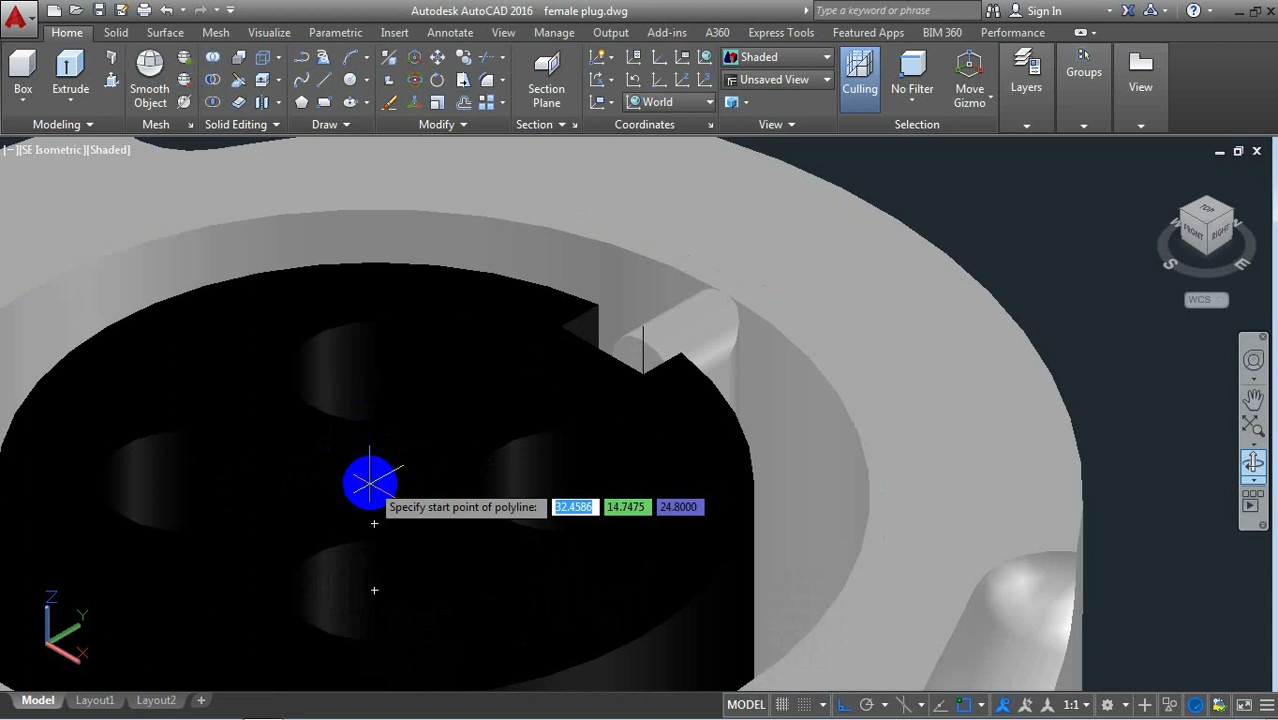 Autodesk AutoCAD 2016 female plug.dwg
Type a keyword or phrase
Sign In
Home Solid Surface Mesh Visualize Parametric Insert Annotate View Manage Output Add-ins A360 Express Tools Featured Apps BIM 360 Performance
Box
Extrude
Smooth Object
Section Plane
World
Shaded
Unsaved View
Culling
No Filter
Move Gizmo
Layers
Groups
View
Modeling
Mesh
Solid Editing
Draw
Modify
Section
Coordinates
View
Selection
[−][SE Isometric][Shaded]
TOP
FRONT
RIGHT
W
N
S
E
WCS
Specify start point of polyline: 32.4586 14.7475 24.8000
Z
Y
X
Model Layout1 Layout2 +
MODEL
1:1